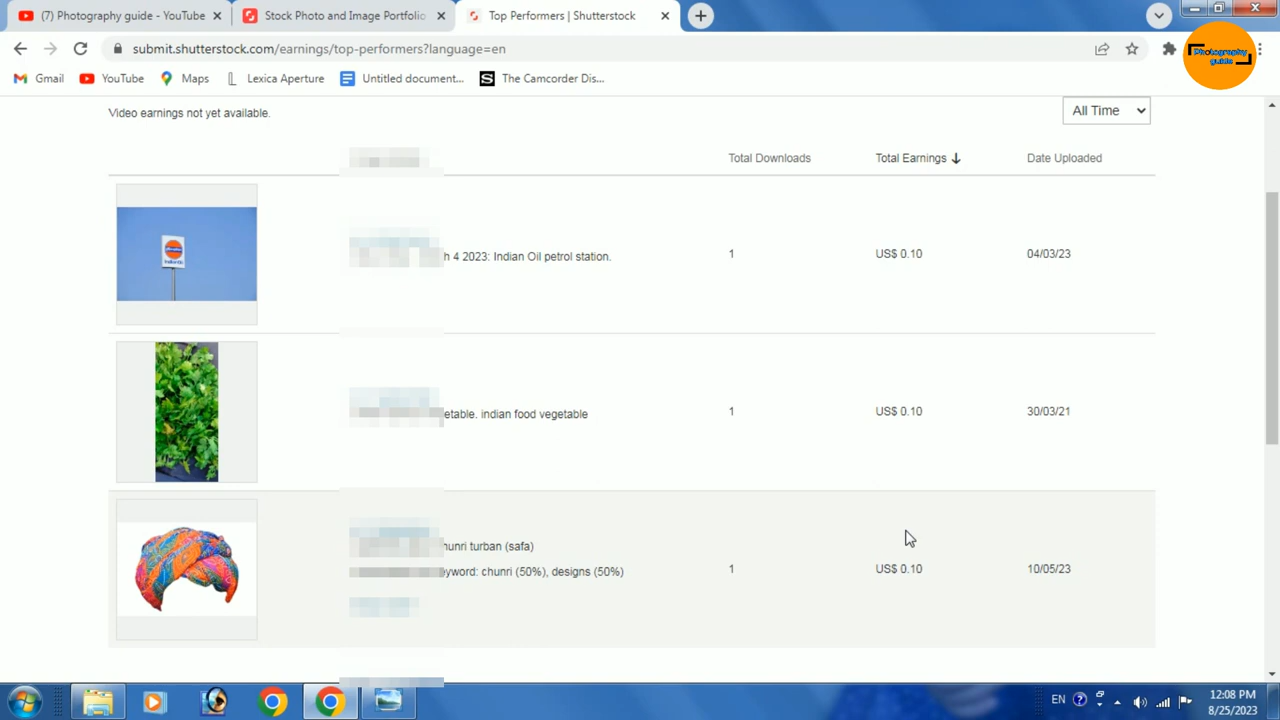 (7) Photography guide - YouTube
Stock Photo and Image Portfolio
Top Performers | Shutterstock
submit.shutterstock.com/earnings/top-performers?language=en
Photography
guide
Gmail
YouTube
Maps
Lexica Aperture
Untitled document...
The Camcorder Dis...
Video earnings not yet available.
All Time
Total Downloads
Total Earnings
Date Uploaded
4 2023: Indian Oil petrol station.
1
US$ 0.10
04/03/23
indian food vegetable
1
US$ 0.10
30/03/21
turban (safa)
chunri (50%), designs (50%)
1
US$ 0.10
10/05/23
EN
12:08 PM
8/25/2023